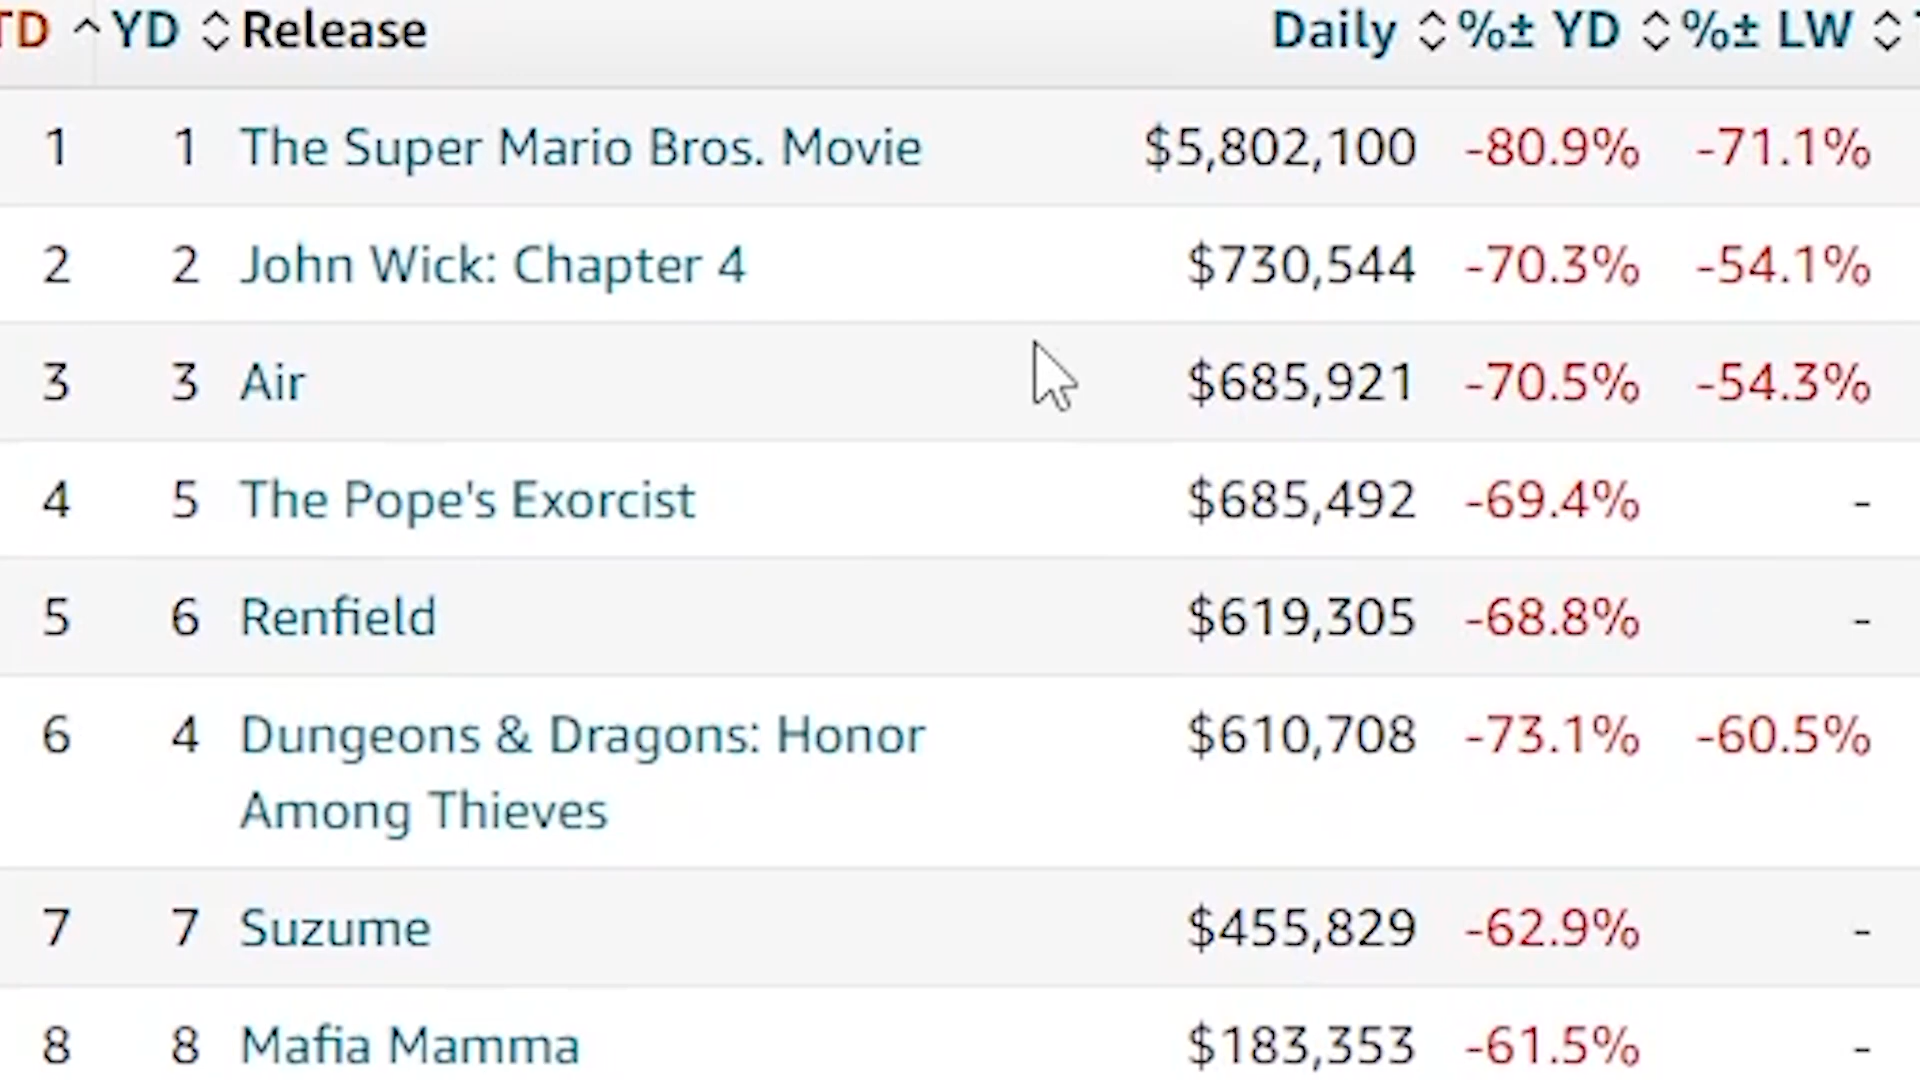 TD YD Release Daily %± YD %± LW
1 1 The Super Mario Bros. Movie $5,802,100 -80.9% -71.1%
2 2 John Wick: Chapter 4 $730,544 -70.3% -54.1%
3 3 Air $685,921 -70.5% -54.3%
4 5 The Pope's Exorcist $685,492 -69.4% -
5 6 Renfield $619,305 -68.8% -
6 4 Dungeons & Dragons: Honor $610,708 -73.1% -60.5%
Among Thieves
7 7 Suzume $455,829 -62.9% -
8 8 Mafia Mamma $183,353 -61.5% -